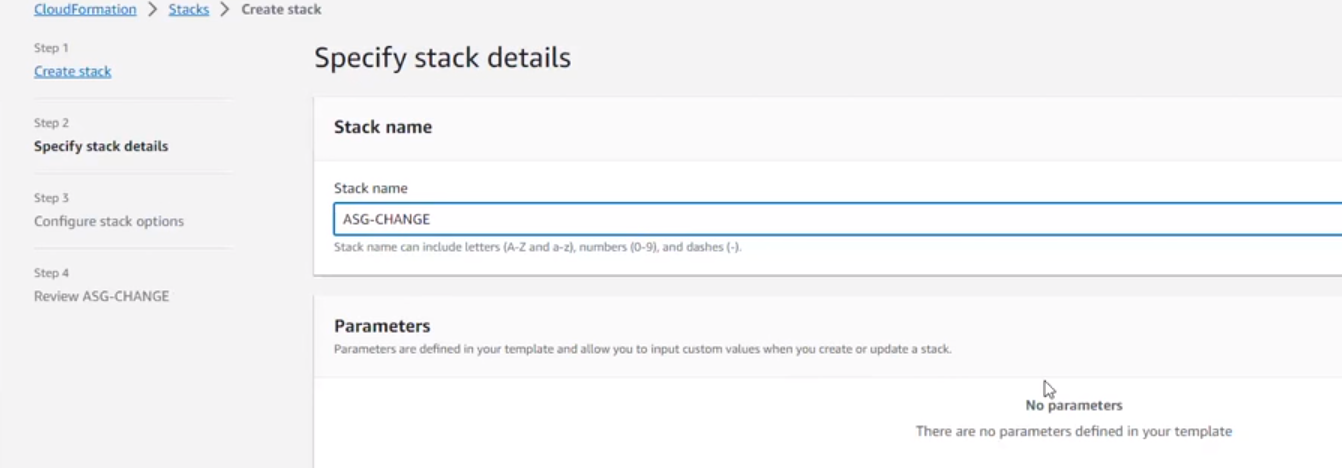 CloudFormation > Stacks > Create stack
Step 1
Create stack
Step 2
Specify stack details
Step 3
Configure stack options
Step 4
Review ASG-CHANGE
Specify stack details
Stack name
Stack name
ASG-CHANGE
Stack name can include letters (A-Z and a-z), numbers (0-9), and dashes (-).
Parameters
Parameters are defined in your template and allow you to input custom values when you create or update a stack.
No parameters
There are no parameters defined in your template